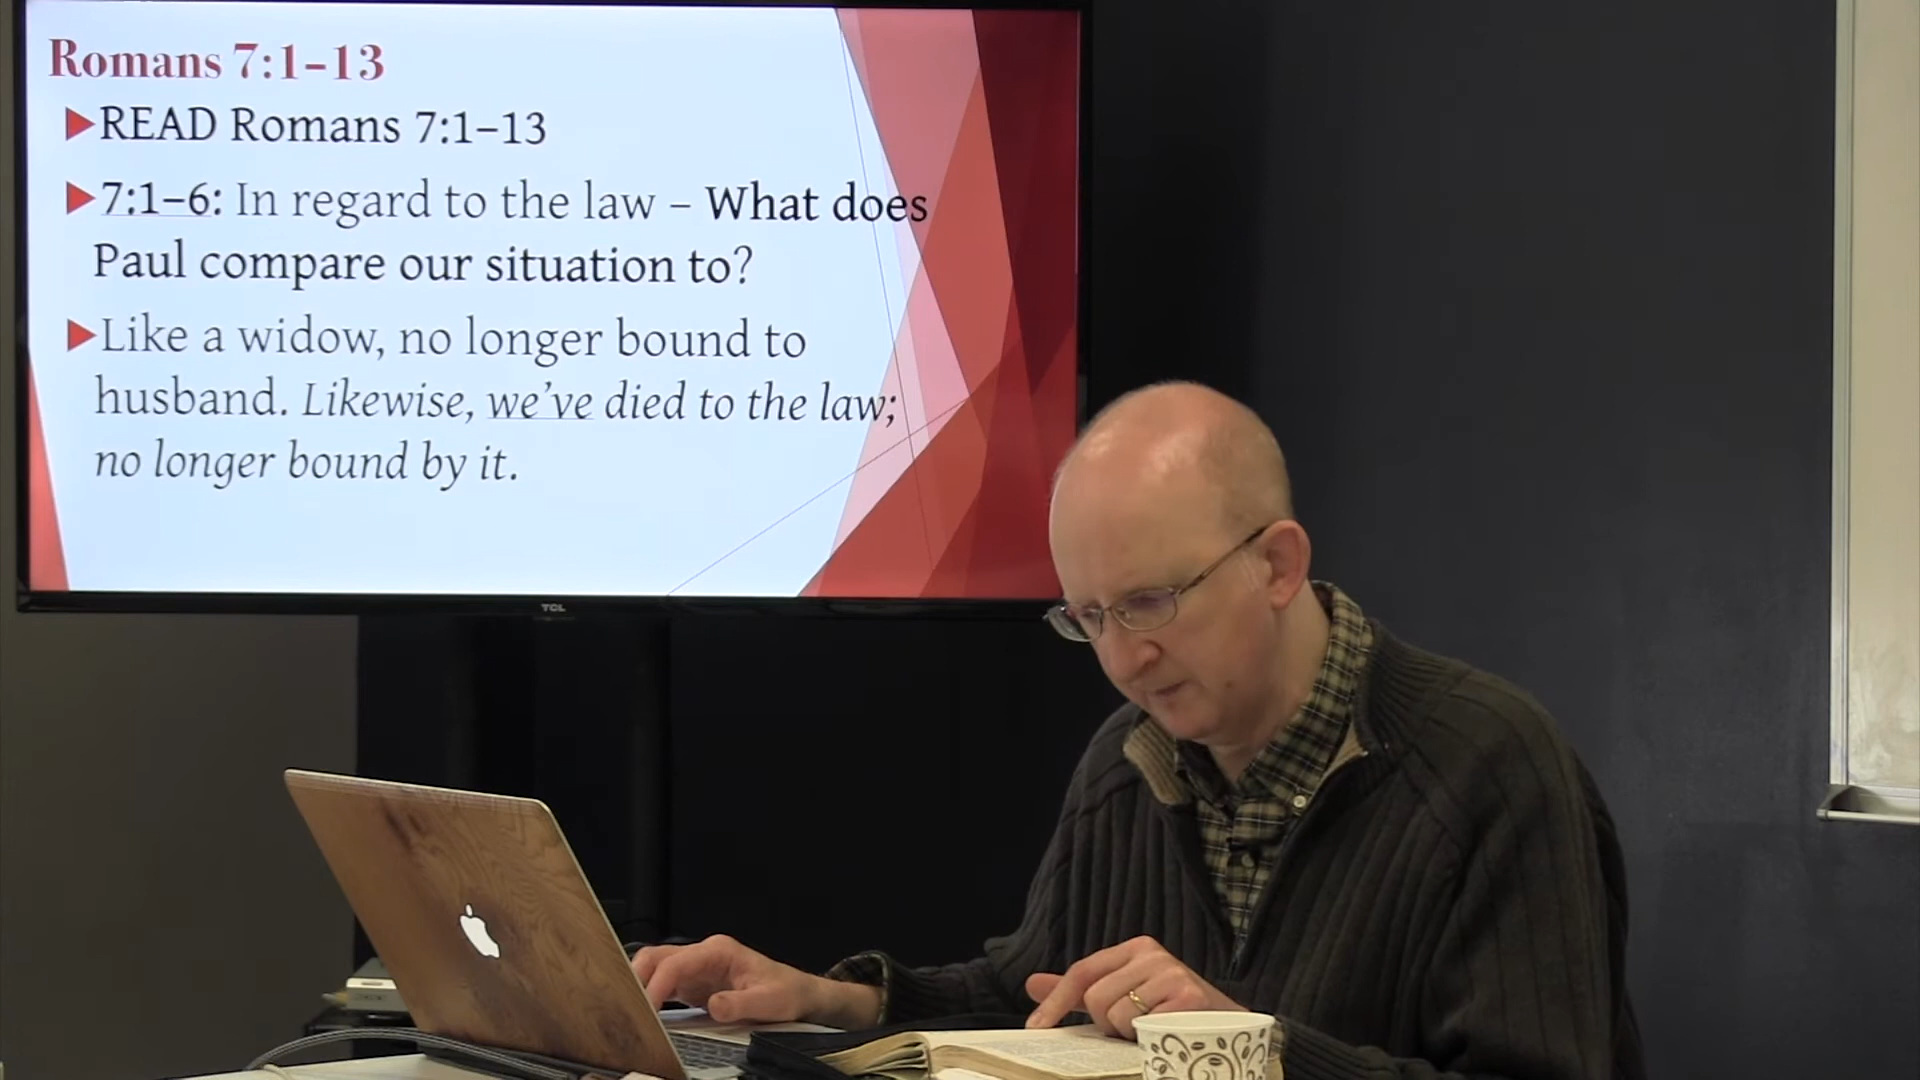 Romans 7:1–13
READ Romans 7:1–13
7:1–6: In regard to the law – What does
Paul compare our situation to?
Like a widow, no longer bound to
husband. Likewise, we've died to the law;
no longer bound by it.
TCL